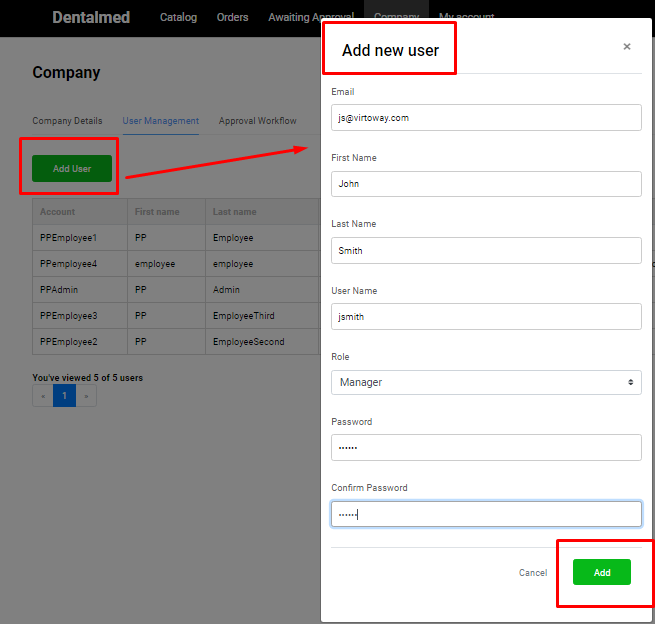 Dentalmed Catalog Orders Awaiting Approval Company My account
Company
Company Details User Management Approval Workflow
Add User
Account First name Last name
PPEmployee1 PP Employee
PPemployee4 employee employee
PPAdmin PP Admin
PPEmployee3 PP EmployeeThird
PPEmployee2 PP EmployeeSecond
You've viewed 5 of 5 users
« 1 »
Add new user ×
Email
js@virtoway.com
First Name
John
Last Name
Smith
User Name
jsmith
Role
Manager
Password
••••••
Confirm Password
••••••
Cancel Add